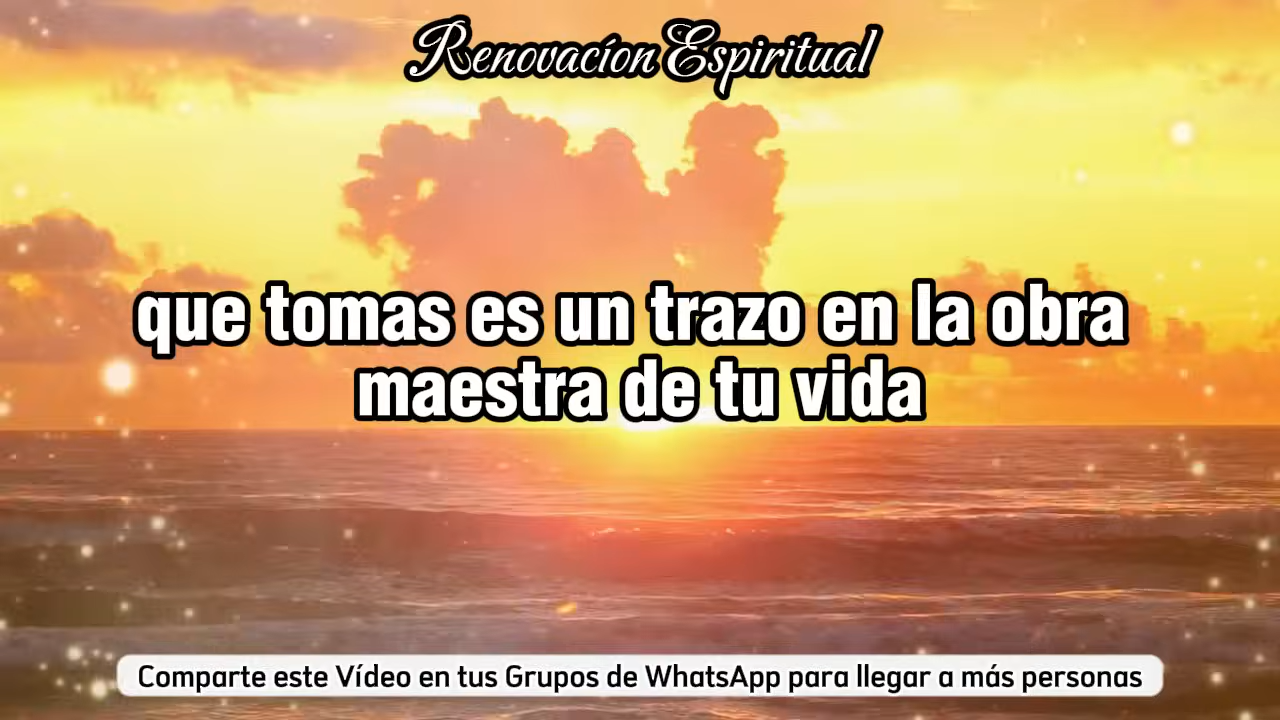 Renovacíon Espiritual
que tomas es un trazo en la obra
maestra de tu vida
Comparte este Vídeo en tus Grupos de WhatsApp para llegar a más personas